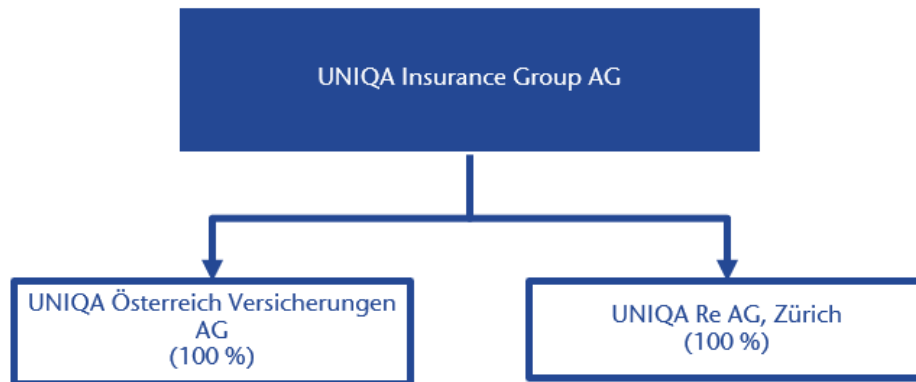 UNIQA Insurance Group AG
UNIQA Österreich Versicherungen
AG
(100 %)
UNIQA Re AG, Zürich
(100 %)